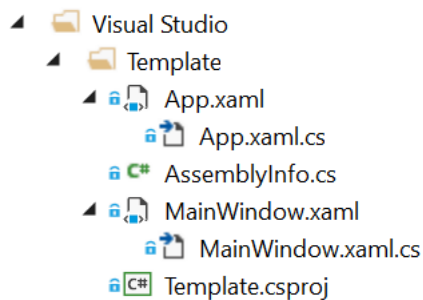 Visual Studio
Template
App.xaml
App.xaml.cs
C# AssemblyInfo.cs
MainWindow.xaml
MainWindow.xaml.cs
C# Template.csproj